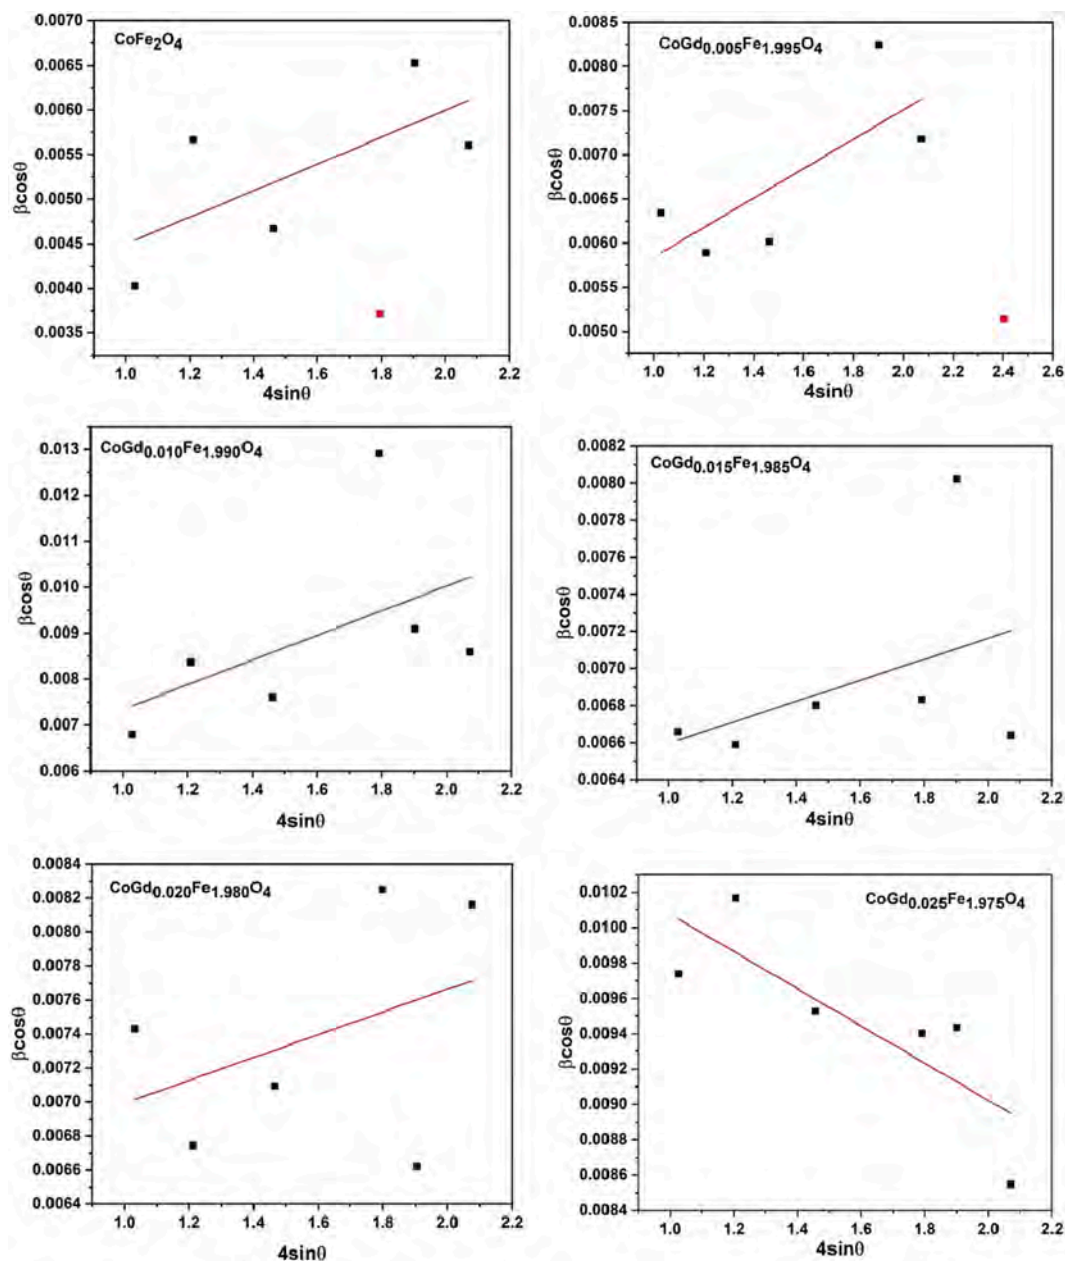 CoFe2O4
0.0070
0.0065
0.0060
0.0055
0.0050
0.0045
0.0040
0.0035
βcosθ
1.0 1.2 1.4 1.6 1.8 2.0 2.2
4sinθ
CoGd0.005Fe1.995O4
0.0085
0.0080
0.0075
0.0070
0.0065
0.0060
0.0055
0.0050
βcosθ
1.0 1.2 1.4 1.6 1.8 2.0 2.2 2.4 2.6
4sinθ
CoGd0.010Fe1.990O4
0.013
0.012
0.011
0.010
0.009
0.008
0.007
0.006
βcosθ
1.0 1.2 1.4 1.6 1.8 2.0 2.2
4sinθ
CoGd0.015Fe1.985O4
0.0082
0.0080
0.0078
0.0076
0.0074
0.0072
0.0070
0.0068
0.0066
0.0064
βcosθ
1.0 1.2 1.4 1.6 1.8 2.0 2.2
4sinθ
CoGd0.020Fe1.980O4
0.0084
0.0082
0.0080
0.0078
0.0076
0.0074
0.0072
0.0070
0.0068
0.0066
0.0064
βcosθ
1.0 1.2 1.4 1.6 1.8 2.0 2.2
4sinθ
CoGd0.025Fe1.975O4
0.0102
0.0100
0.0098
0.0096
0.0094
0.0092
0.0090
0.0088
0.0086
0.0084
βcosθ
1.0 1.2 1.4 1.6 1.8 2.0 2.2
4sinθ